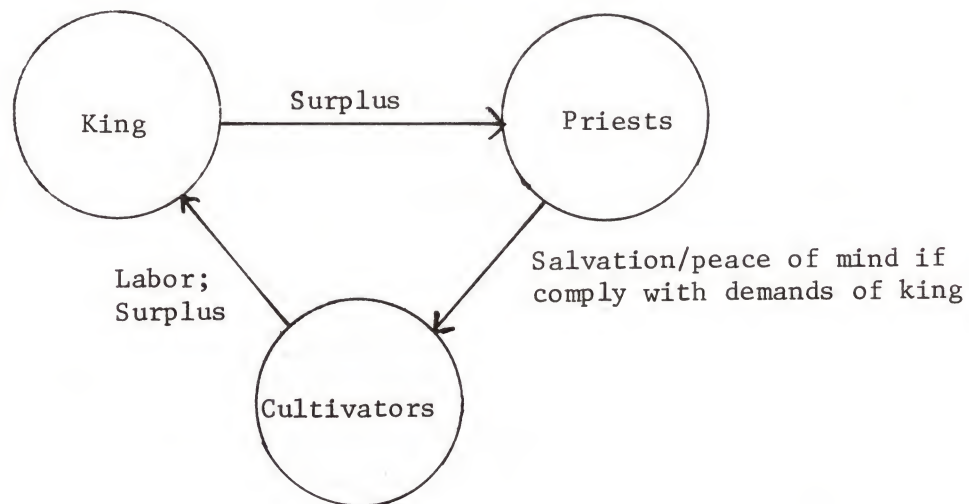 Surplus
King
Priests
Salvation/peace of mind if
comply with demands of king
Labor;
Surplus
Cultivators